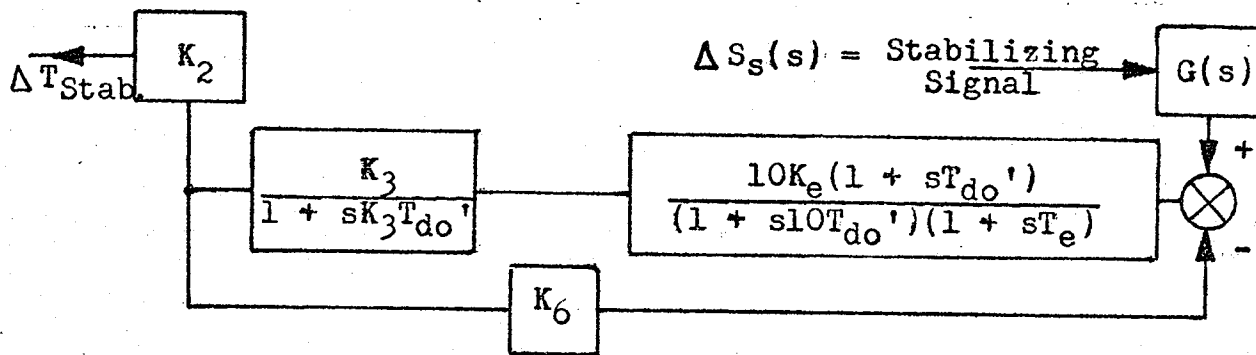 K₂
ΔT_Stab.
ΔS_S(s) = Stabilizing
Signal
G(s)
+
K₃
1 + sK₃T_do'
10K_e(1 + sT_do')
(1 + s10T_do')(1 + sT_e)
-
K₆